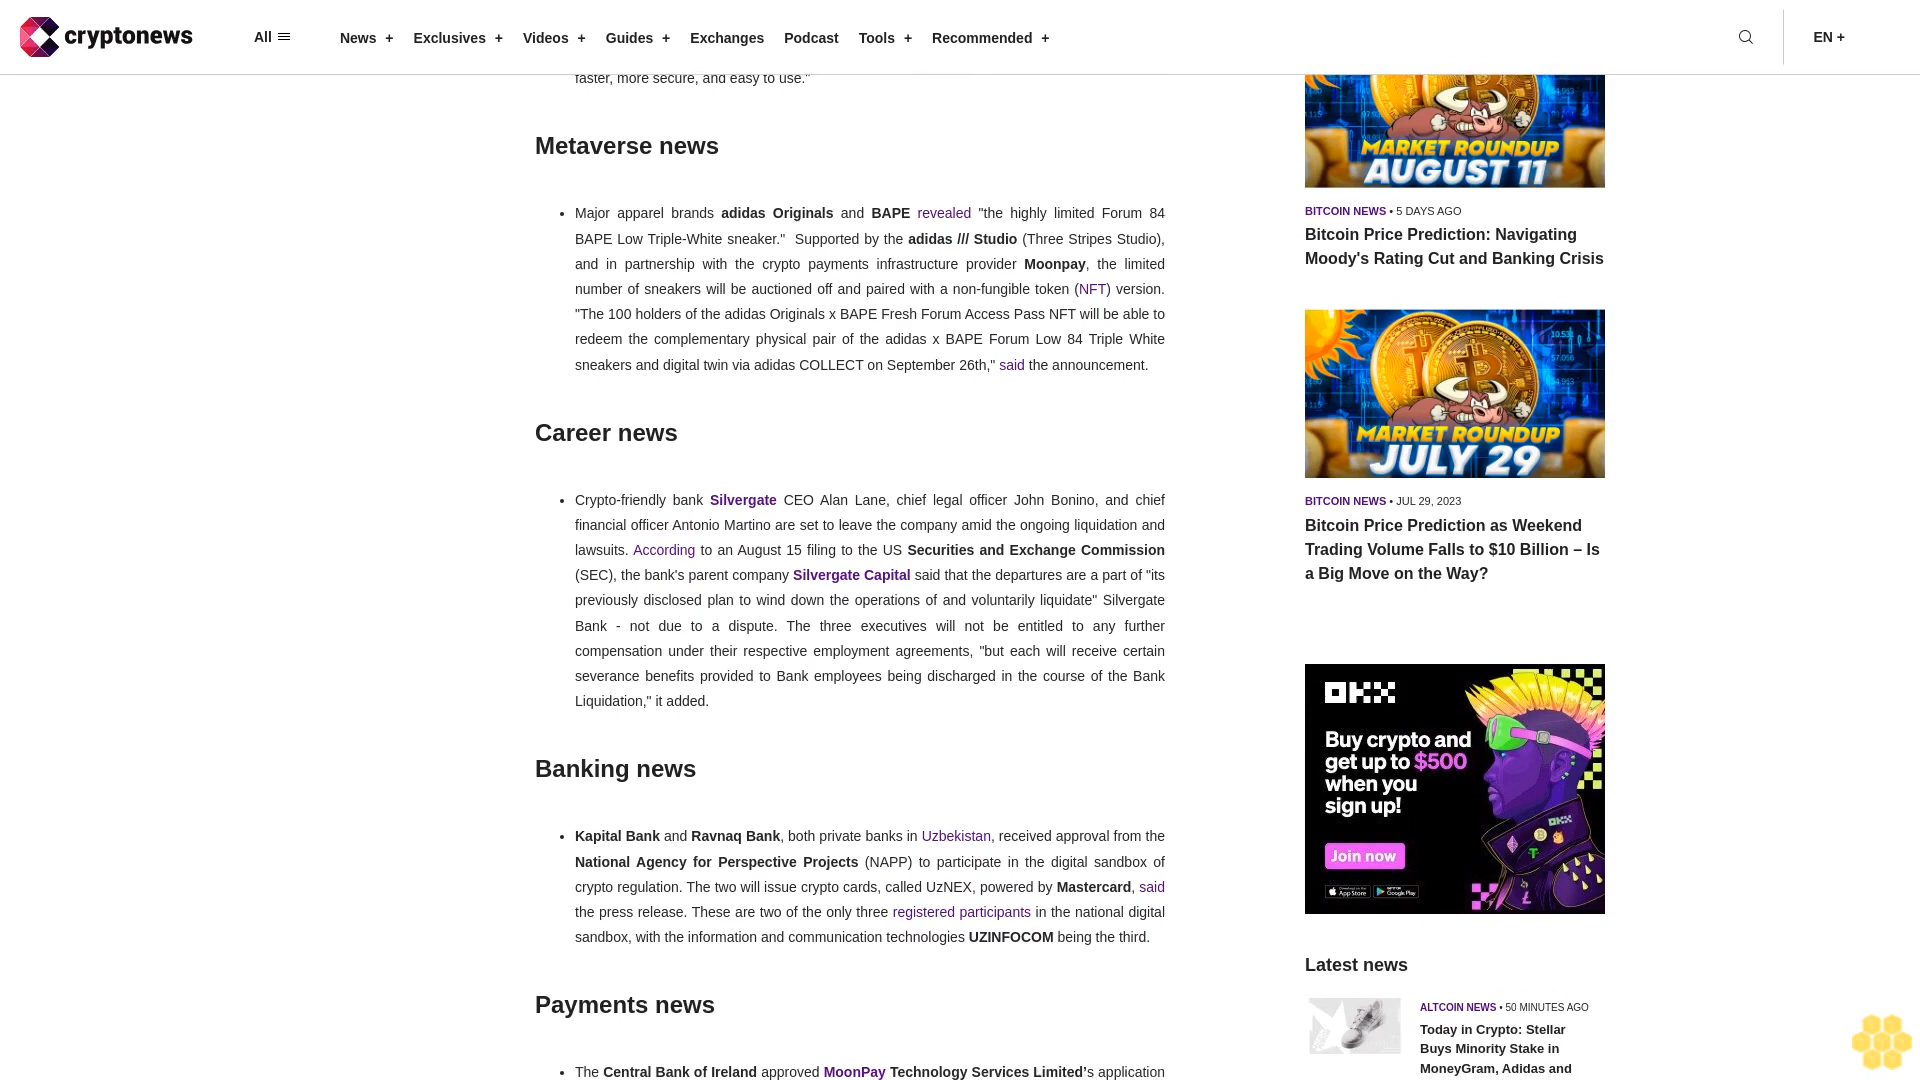 cryptonews
All
News +
Exclusives +
Videos +
Guides +
Exchanges
Podcast
Tools +
Recommended +
EN +
faster, more secure, and easy to use."
Metaverse news
• Major apparel brands adidas Originals and BAPE revealed "the highly limited Forum 84
BAPE Low Triple-White sneaker."  Supported by the adidas /// Studio (Three Stripes Studio),
and in partnership with the crypto payments infrastructure provider Moonpay, the limited
number of sneakers will be auctioned off and paired with a non-fungible token (NFT) version.
"The 100 holders of the adidas Originals x BAPE Fresh Forum Access Pass NFT will be able to
redeem the complementary physical pair of the adidas x BAPE Forum Low 84 Triple White
sneakers and digital twin via adidas COLLECT on September 26th," said the announcement.
Career news
• Crypto-friendly bank Silvergate CEO Alan Lane, chief legal officer John Bonino, and chief
financial officer Antonio Martino are set to leave the company amid the ongoing liquidation and
lawsuits. According to an August 15 filing to the US Securities and Exchange Commission
(SEC), the bank's parent company Silvergate Capital said that the departures are a part of "its
previously disclosed plan to wind down the operations of and voluntarily liquidate" Silvergate
Bank - not due to a dispute. The three executives will not be entitled to any further
compensation under their respective employment agreements, "but each will receive certain
severance benefits provided to Bank employees being discharged in the course of the Bank
Liquidation," it added.
Banking news
• Kapital Bank and Ravnaq Bank, both private banks in Uzbekistan, received approval from the
National Agency for Perspective Projects (NAPP) to participate in the digital sandbox of
crypto regulation. The two will issue crypto cards, called UzNEX, powered by Mastercard, said
the press release. These are two of the only three registered participants in the national digital
sandbox, with the information and communication technologies UZINFOCOM being the third.
Payments news
• The Central Bank of Ireland approved MoonPay Technology Services Limited's application
MARKET ROUNDUP
AUGUST 11
BITCOIN NEWS • 5 DAYS AGO
Bitcoin Price Prediction: Navigating
Moody's Rating Cut and Banking Crisis
MARKET ROUNDUP
JULY 29
BITCOIN NEWS • JUL 29, 2023
Bitcoin Price Prediction as Weekend
Trading Volume Falls to $10 Billion – Is
a Big Move on the Way?
OKX
Buy crypto and
get up to $500
when you
sign up!
Join now
App Store
Google Play
Latest news
ALTCOIN NEWS • 50 MINUTES AGO
Today in Crypto: Stellar
Buys Minority Stake in
MoneyGram, Adidas and